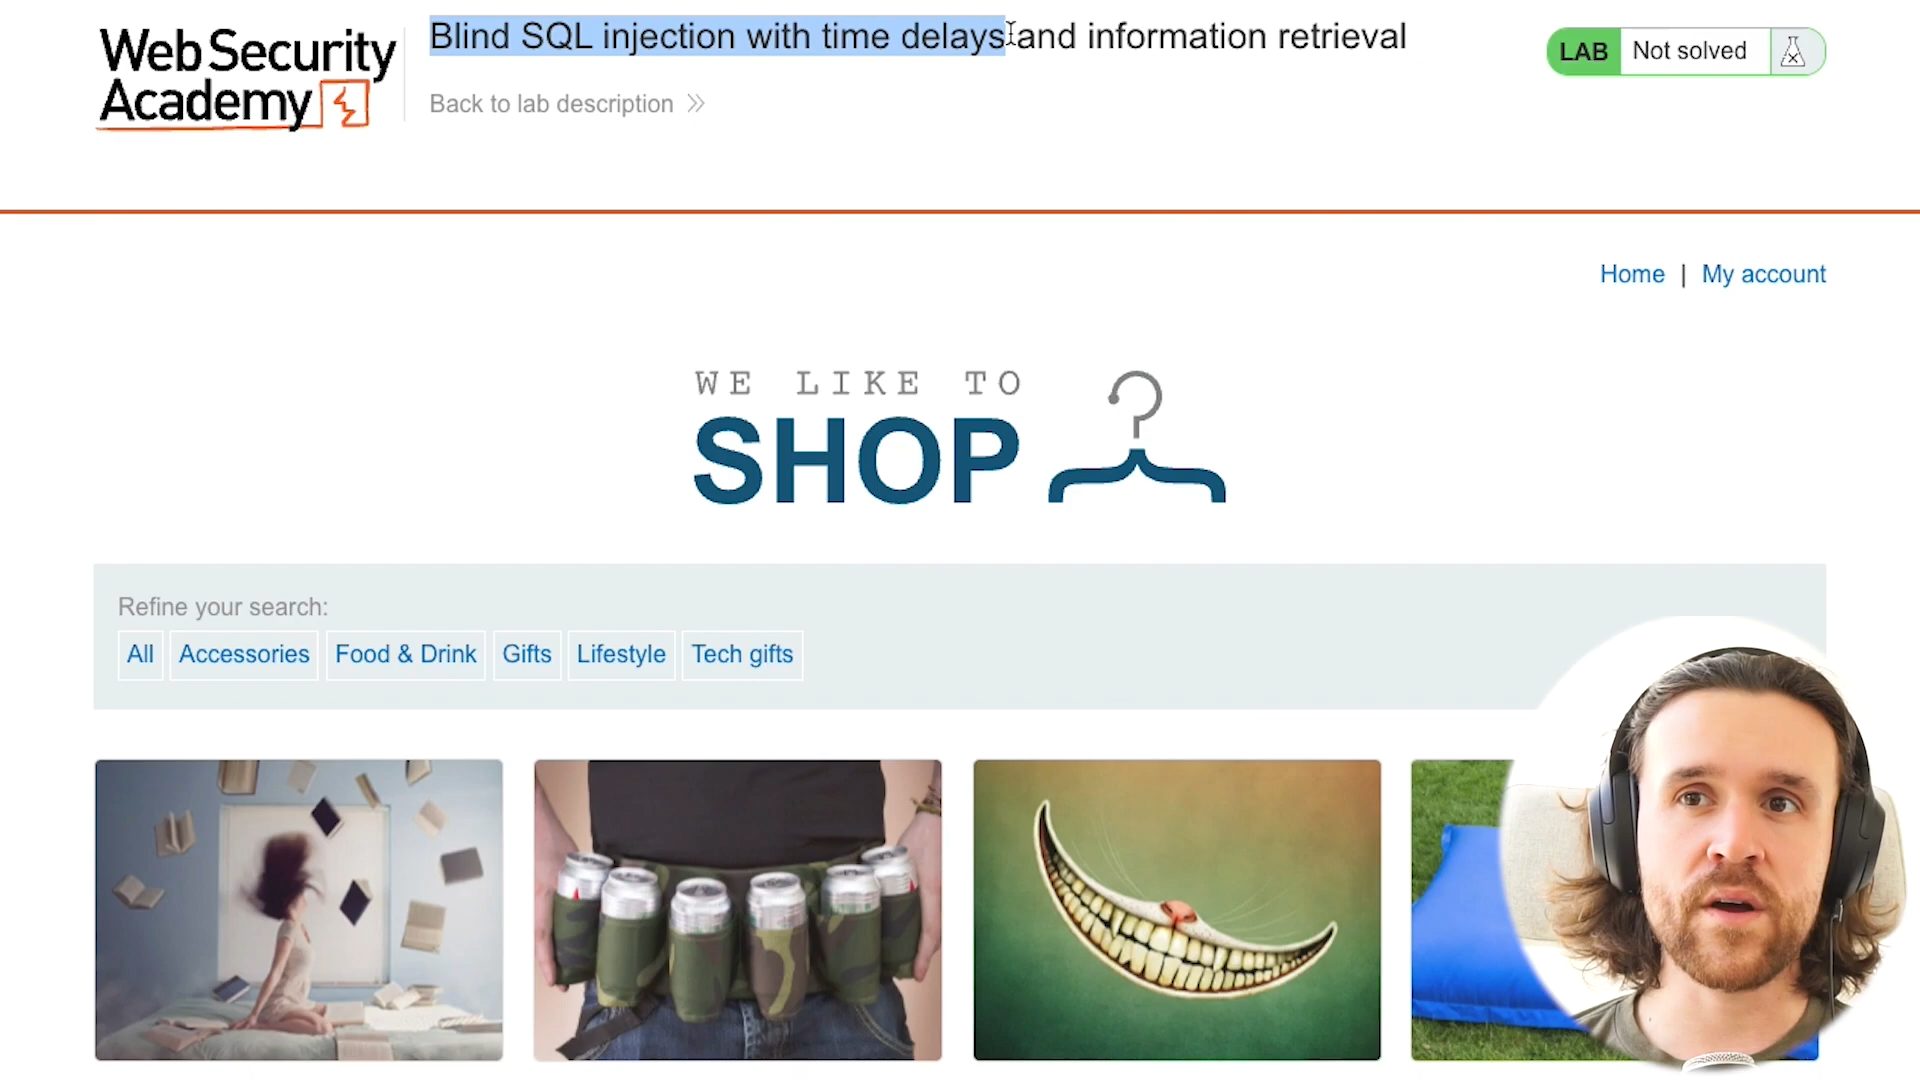 Web Security
Academy
Blind SQL injection with time delays and information retrieval
Back to lab description
LAB Not solved
Home | My account
WE LIKE TO
SHOP
Refine your search:
All Accessories Food & Drink Gifts Lifestyle Tech gifts